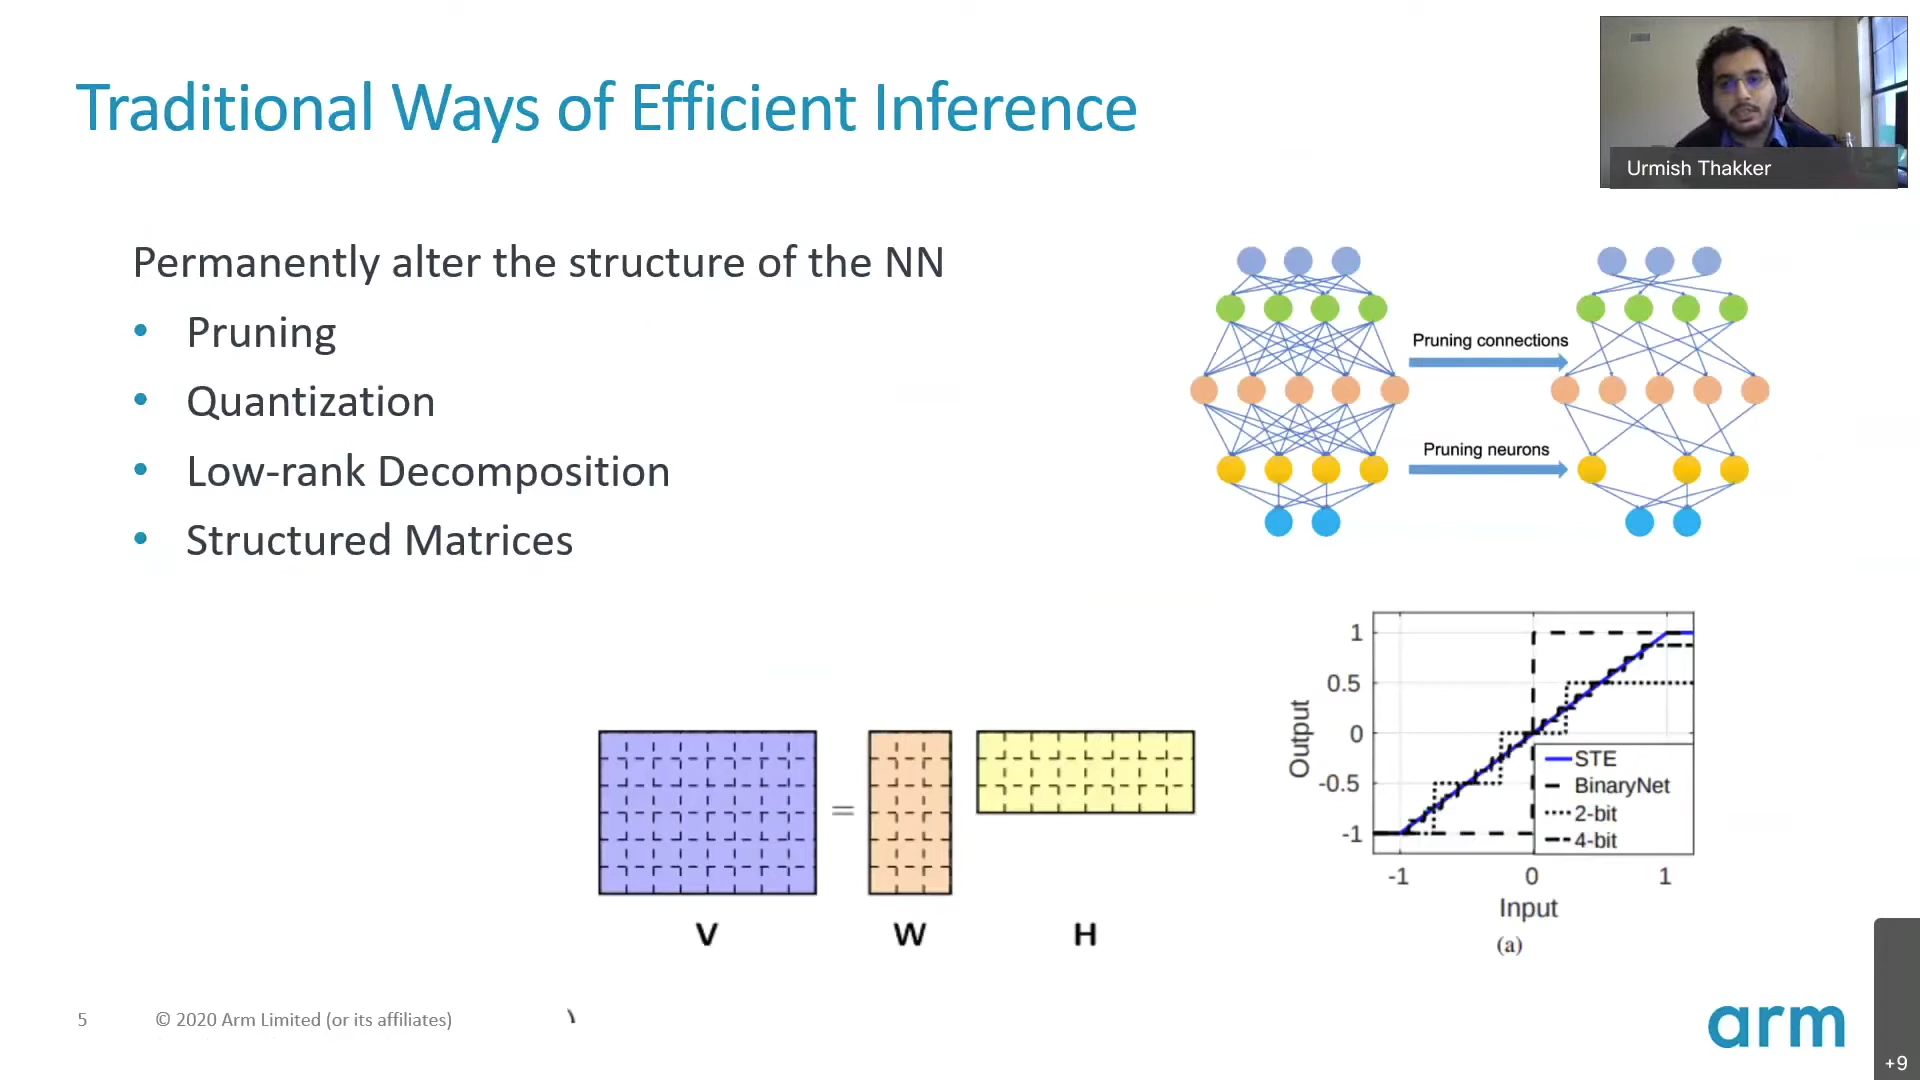 Traditional Ways of Efficient Inference
Urmish Thakker
Permanently alter the structure of the NN
• Pruning
• Quantization
• Low-rank Decomposition
• Structured Matrices
Pruning connections
Pruning neurons
V
=
W
H
1
0.5
0
-0.5
-1
Output
STE
BinaryNet
2-bit
4-bit
-1 0 1
Input
(a)
5
© 2020 Arm Limited (or its affiliates)
arm
+9